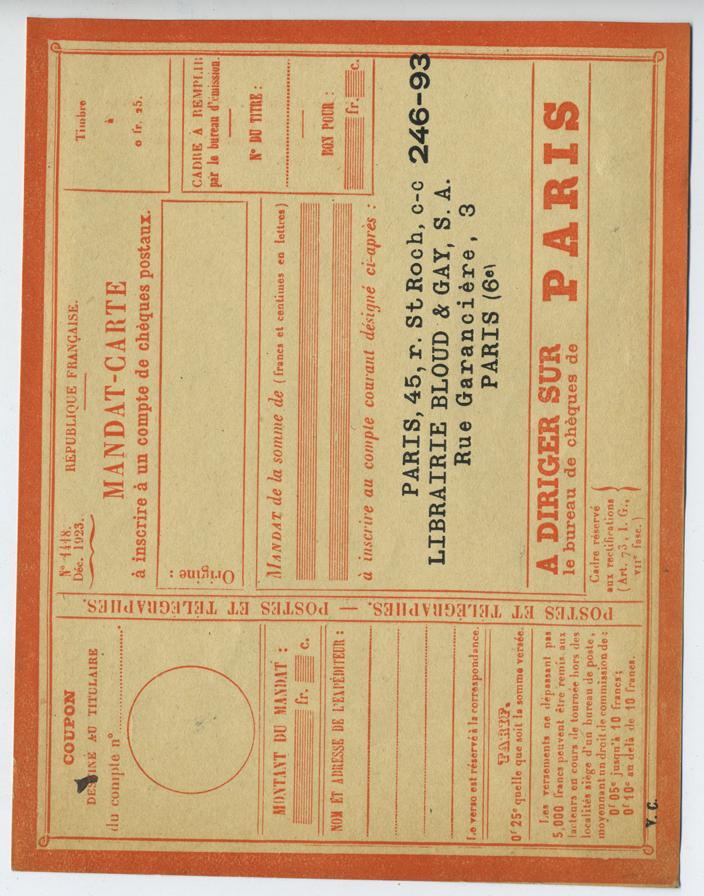 COUPON
DESTINÉ AU TITULAIRE
du compte n°
MONTANT DU MANDAT :
fr. c.
NOM ET ADRESSE DE L'EXPÉDITEUR :
Le verso est réservé à la correspondance.
TARIF.
0f 25c quelle que soit la somme versée.
Les versements ne dépassant pas
5,000 francs peuvent être remis aux
facteurs en cours de tournée hors des
localités siège d'un bureau de poste,
moyennant un droit de commission de :
0f 05c jusqu'à 10 francs ;
0f 10c au delà de 10 francs.
V. C.
POSTES ET TÉLÉGRAPHES. — POSTES ET TÉLÉGRAPHES.
N° 1418.
Déc. 1923.
RÉPUBLIQUE FRANÇAISE.
MANDAT-CARTE
à inscrire à un compte de chèques postaux.
Timbre
à
0 fr. 25.
Origine :
CADRE À REMPLIR
par le bureau d'émission.
N° DU TITRE :
BON POUR :
fr. c.
MANDAT de la somme de (francs et centimes en lettres)
à inscrire au compte courant désigné ci-après :
PARIS, 45, r. St Roch, c-c 246-93
LIBRAIRIE BLOUD & GAY, S. A.
Rue Garancière, 3
PARIS (6e)
A DIRIGER SUR
le bureau de chèques de
PARIS
Cadre réservé
aux rectifications
(Art. 73, I. G.,
VIIe fasc.)